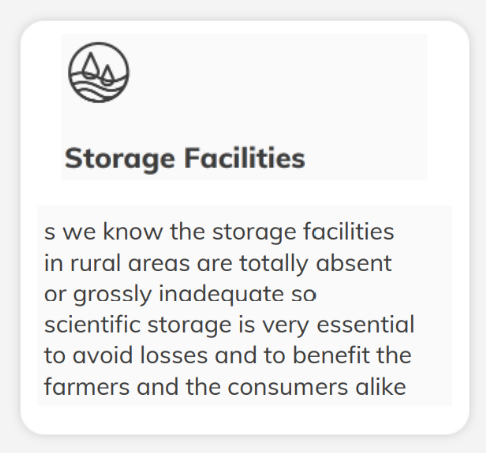 Storage Facilities
s we know the storage facilities
in rural areas are totally absent
or grossly inadequate so
scientific storage is very essential
to avoid losses and to benefit the
farmers and the consumers alike